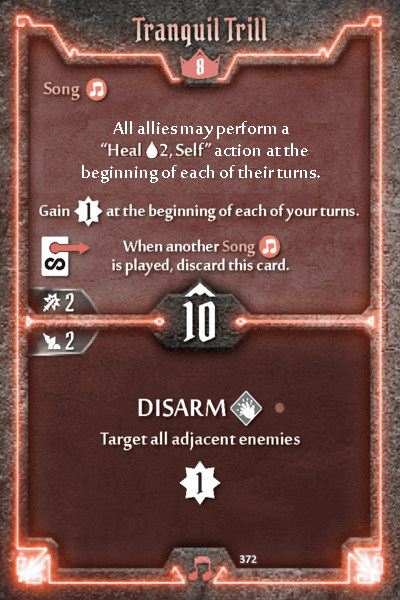 Tranquil Trill
8
Song
All allies may perform a
“Heal 2, Self” action at the
beginning of each of their turns.
Gain 1 at the beginning of each of your turns.
S
When another Song
is played, discard this card.
2
10
2
DISARM
Target all adjacent enemies
1
372